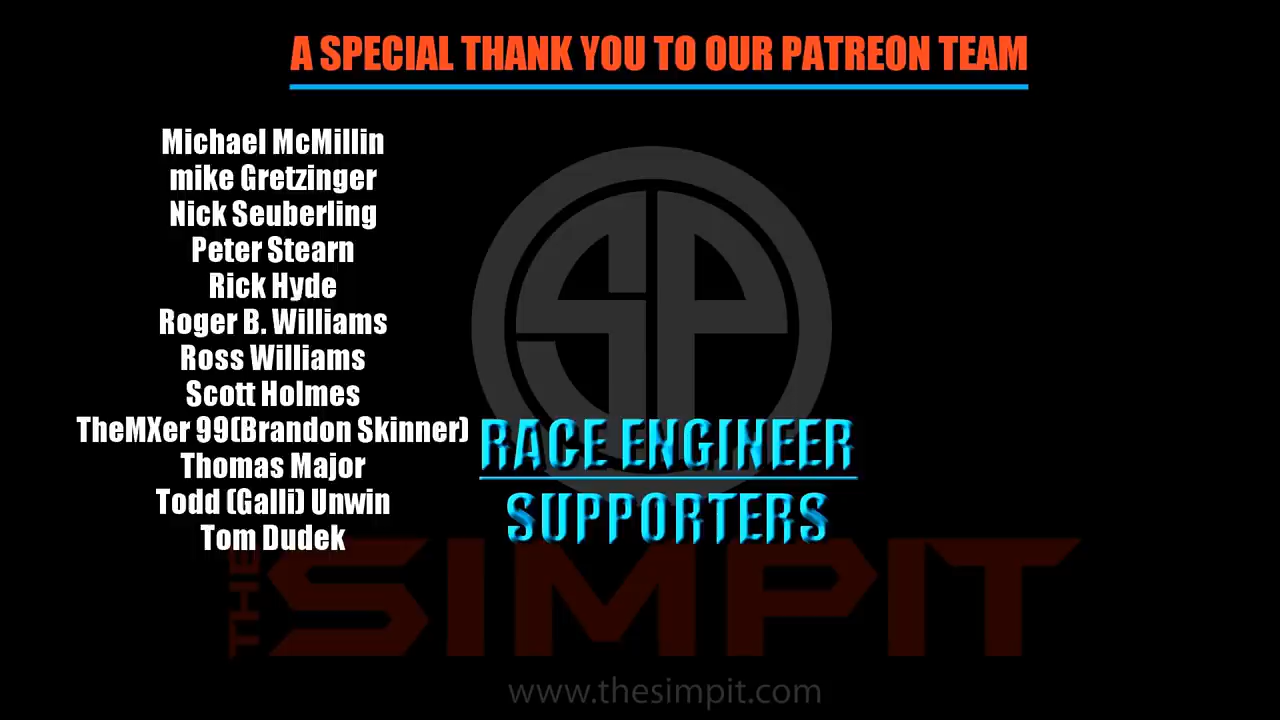 A SPECIAL THANK YOU TO OUR PATREON TEAM
Michael McMillin
mike Gretzinger
Nick Seuberling
Peter Stearn
Rick Hyde
Roger B. Williams
Ross Williams
Scott Holmes
TheMXer 99(Brandon Skinner)
Thomas Major
Todd (Galli) Unwin
Tom Dudek
SP
RACE ENGINEER
SUPPORTERS
THE SIMPIT
www.thesimpit.com